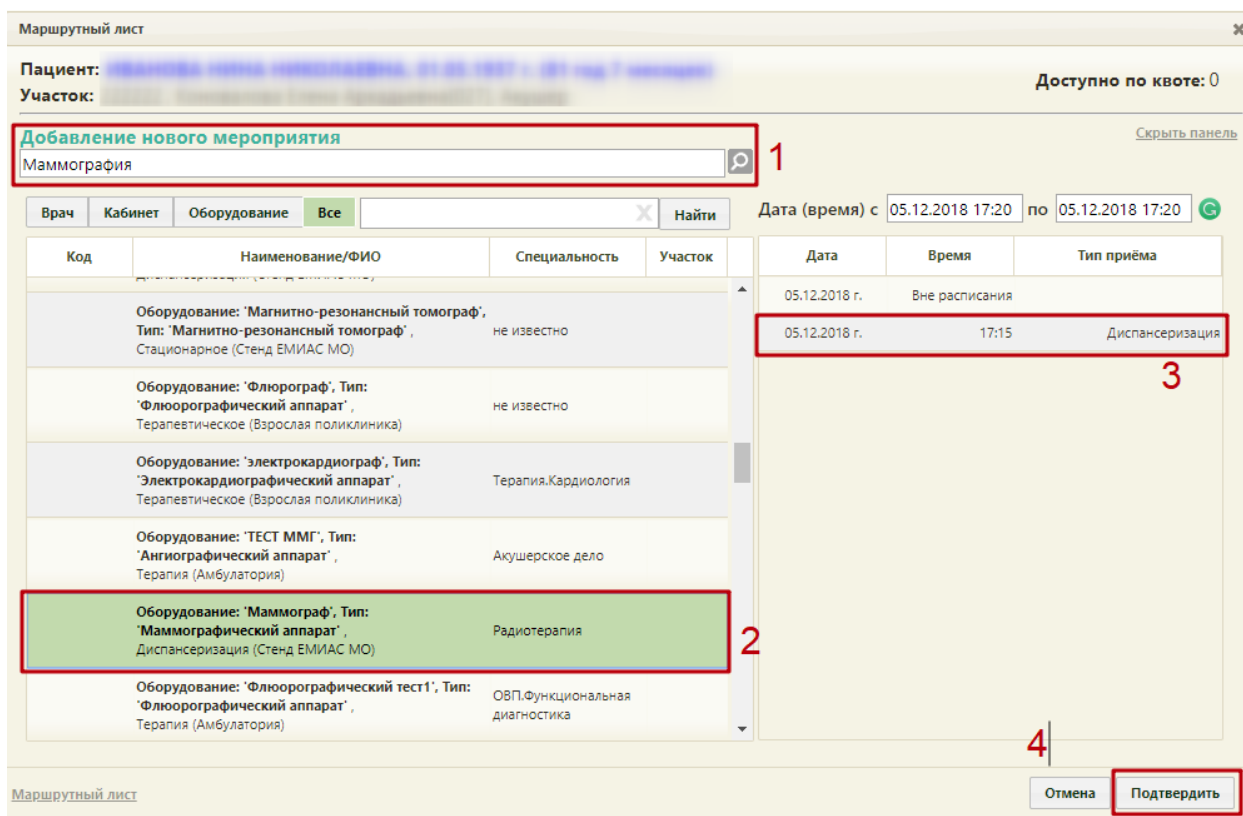 Маршрутный лист
Пациент:
Участок:
Доступно по квоте: 0
Добавление нового мероприятия
Скрыть панель
Маммография
1
Врач Кабинет Оборудование Все X Найти
Дата (время) с 05.12.2018 17:20 по 05.12.2018 17:20
Код Наименование/ФИО Специальность Участок
Дата Время Тип приёма
Оборудование: 'Магнитно-резонансный томограф',
Тип: 'Магнитно-резонансный томограф' ,
Стационарное (Стенд ЕМИАС МО)
не известно
05.12.2018 г. Вне расписания
05.12.2018 г. 17:15 Диспансеризация
3
Оборудование: 'Флюрограф', Тип:
'Флюорографический аппарат' ,
Терапевтическое (Взрослая поликлиника)
не известно
Оборудование: 'электрокардиограф', Тип:
'Электрокардиографический аппарат' ,
Терапевтическое (Взрослая поликлиника)
Терапия.Кардиология
Оборудование: 'ТЕСТ ММГ', Тип:
'Ангиографический аппарат' ,
Терапия (Амбулатория)
Акушерское дело
Оборудование: 'Маммограф', Тип:
'Маммографический аппарат' ,
Диспансеризация (Стенд ЕМИАС МО)
Радиотерапия
2
Оборудование: 'Флюорографический тест1', Тип:
'Флюорографический аппарат' ,
Терапия (Амбулатория)
ОВП.Функциональная
диагностика
4
Маршрутный лист
Отмена Подтвердить